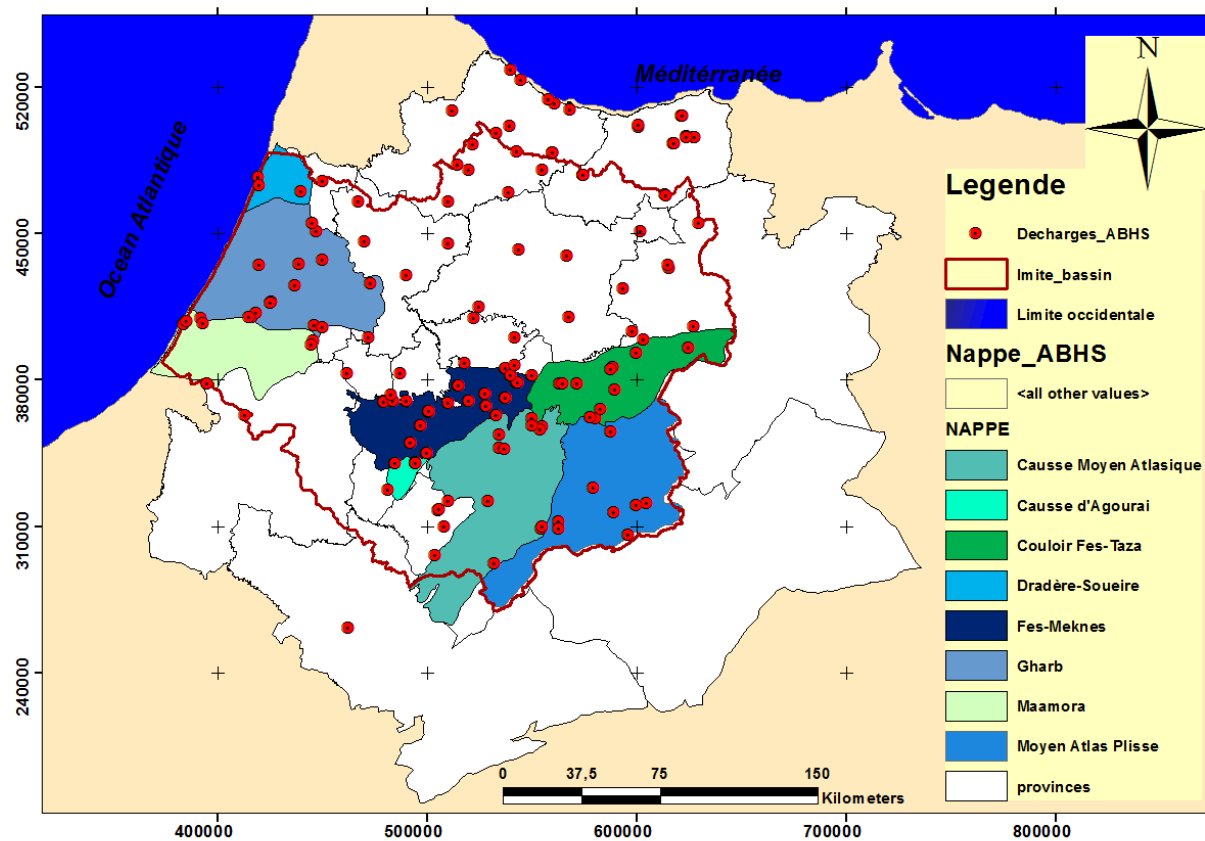 Océan Atlantique
Méditérranée
N
520000
450000
380000
310000
240000
400000
500000
600000
700000
800000
0 37,5 75 150
Kilometers
Legende
Decharges_ABHS
lmite_bassin
Limite occidentale
Nappe_ABHS
<all other values>
NAPPE
Causse Moyen Atlasique
Causse d'Agourai
Couloir Fes-Taza
Dradère-Soueire
Fes-Meknes
Gharb
Maamora
Moyen Atlas Plisse
provinces